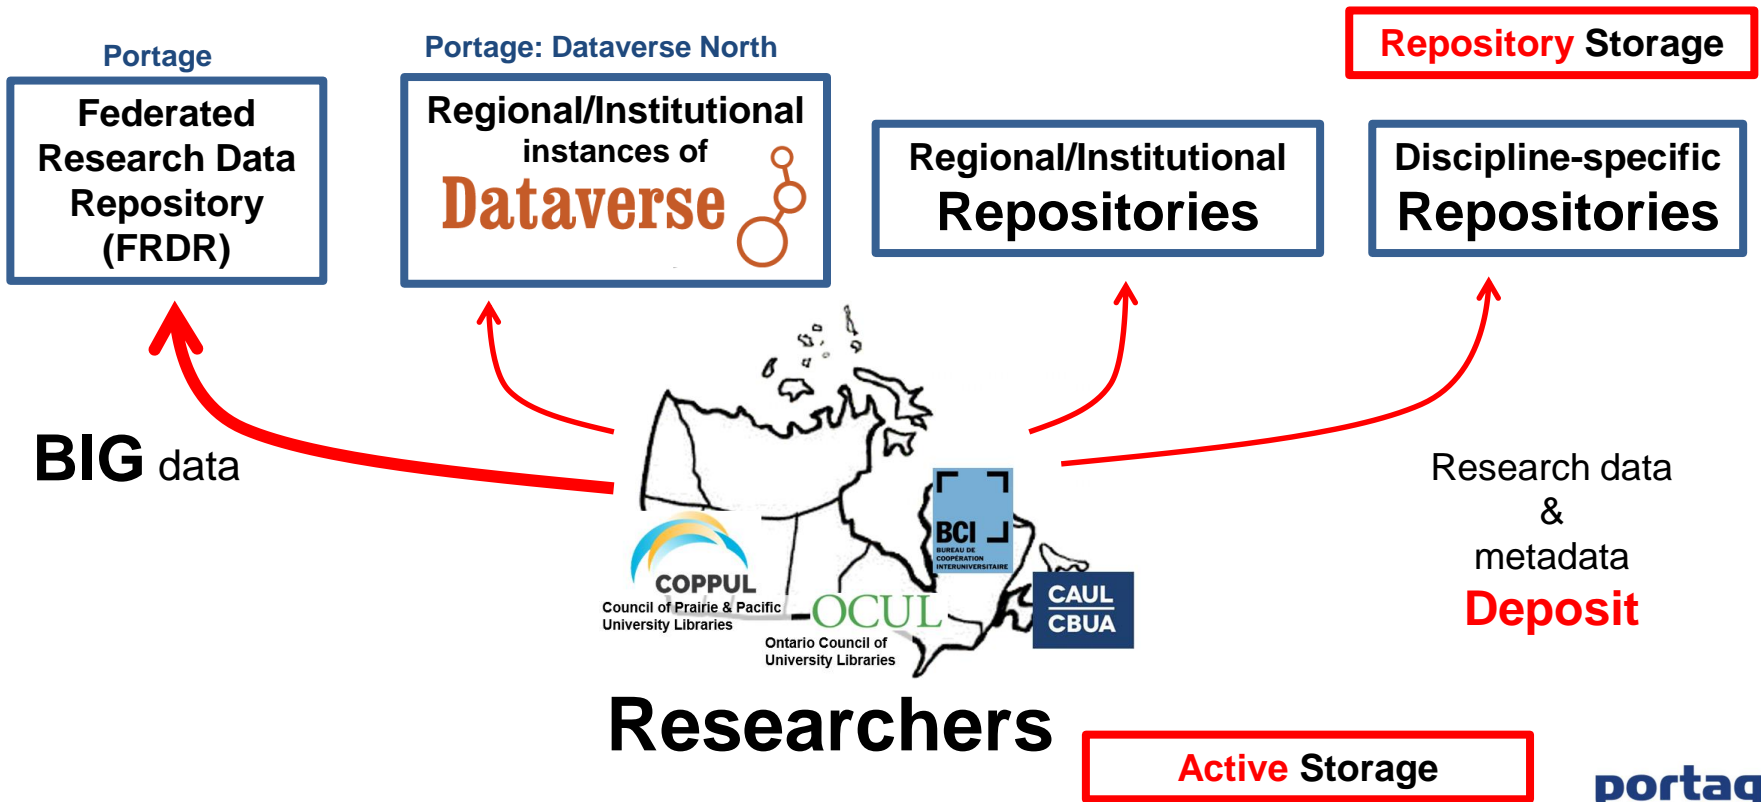 Portage
Federated
Research Data
Repository
(FRDR)
Portage: Dataverse North
Regional/Institutional
instances of
Dataverse
Regional/Institutional
Repositories
Repository Storage
Discipline-specific
Repositories
BIG data
Research data
&
metadata
Deposit
COPPUL
Council of Prairie & Pacific
University Libraries
OCUL
Ontario Council of
University Libraries
BCI
BUREAU DE
COOPÉRATION
INTERUNIVERSITAIRE
CAUL
CBUA
Researchers
Active Storage
portag